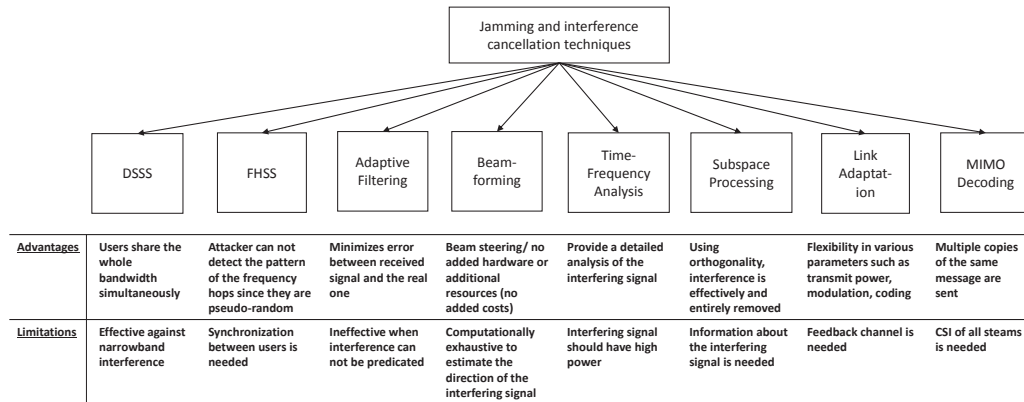 Jamming and interference
cancellation techniques
DSSS
FHSS
Adaptive
Filtering
Beam-
forming
Time-
Frequency
Analysis
Subspace
Processing
Link
Adaptat-
ion
MIMO
Decoding
Advantages
Users share the
whole
bandwidth
simultaneously
Attacker can not
detect the pattern
of the frequency
hops since they are
pseudo-random
Minimizes error
between received
signal and the real
one
Beam steering/ no
added hardware or
additional
resources (no
added costs)
Provide a detailed
analysis of the
interfering signal
Using
orthogonality,
interference is
effectively and
entirely removed
Flexibility in various
parameters such as
transmit power,
modulation, coding
Multiple copies
of the same
message are
sent
Limitations
Effective against
narrowband
interference
Synchronization
between users is
needed
Ineffective when
interference can
not be predicated
Computationally
exhaustive to
estimate the
direction of the
interfering signal
Interfering signal
should have high
power
Information about
the interfering
signal is needed
Feedback channel is
needed
CSI of all steams
is needed